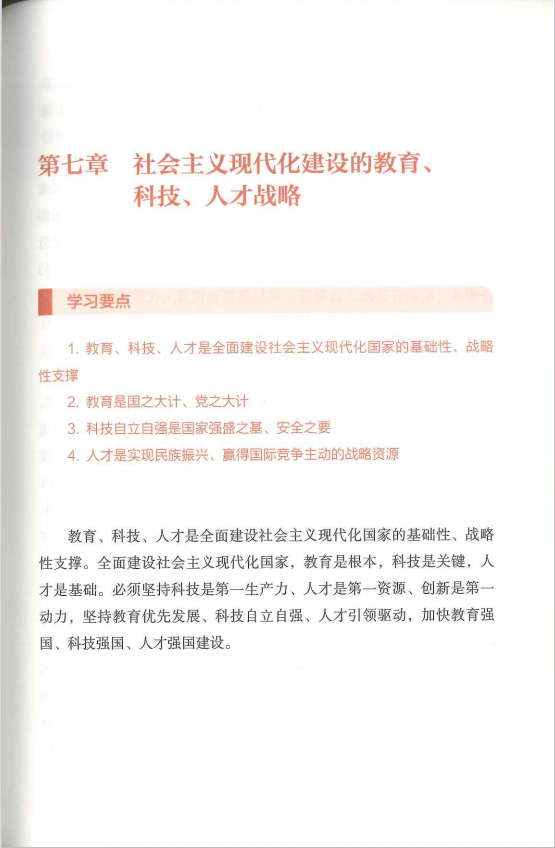 第七章 社会主义现代化建设的教育、
科技、人才战略
学习要点
1. 教育、科技、人才是全面建设社会主义现代化国家的基础性、战略
性支撑
2. 教育是国之大计、党之大计
3. 科技自立自强是国家强盛之基、安全之要
4. 人才是实现民族振兴、赢得国际竞争主动的战略资源
教育、科技、人才是全面建设社会主义现代化国家的基础性、战略
性支撑。全面建设社会主义现代化国家，教育是根本，科技是关键，人
才是基础。必须坚持科技是第一生产力、人才是第一资源、创新是第一
动力，坚持教育优先发展、科技自立自强、人才引领驱动，加快教育强
国、科技强国、人才强国建设。